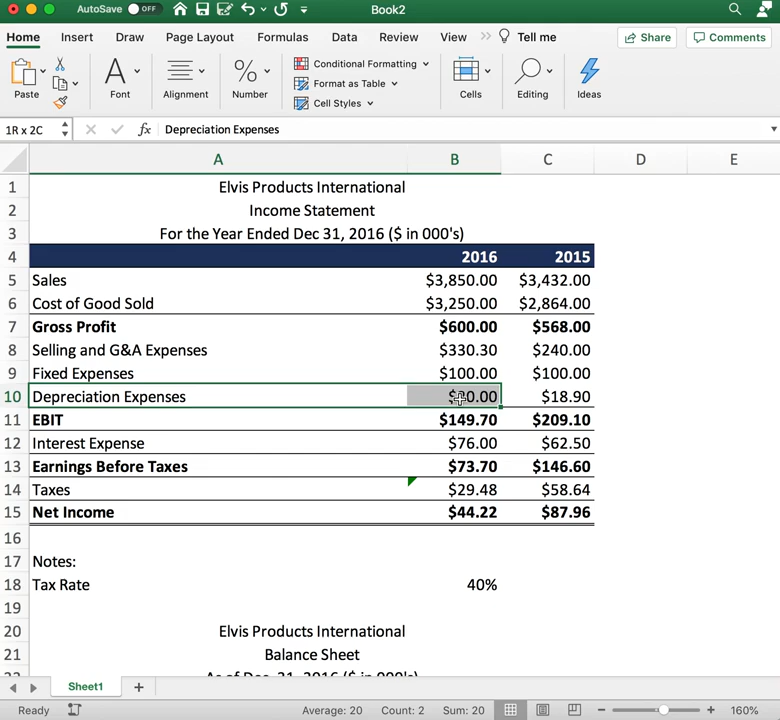 AutoSave OFF Book2
Home Insert Draw Page Layout Formulas Data Review View Tell me Share Comments
Paste Font Alignment Number Conditional Formatting Format as Table Cell Styles Cells Editing Ideas
1R x 2C fx Depreciation Expenses
A B C D E
1 Elvis Products International
2 Income Statement
3 For the Year Ended Dec 31, 2016 ($ in 000's)
4 2016 2015
5 Sales $3,850.00 $3,432.00
6 Cost of Good Sold $3,250.00 $2,864.00
7 Gross Profit $600.00 $568.00
8 Selling and G&A Expenses $330.30 $240.00
9 Fixed Expenses $100.00 $100.00
10 Depreciation Expenses $18.90
11 EBIT $149.70 $209.10
12 Interest Expense $76.00 $62.50
13 Earnings Before Taxes $73.70 $146.60
14 Taxes $29.48 $58.64
15 Net Income $44.22 $87.96
16
17 Notes:
18 Tax Rate 40%
19
20 Elvis Products International
21 Balance Sheet
22 As of Dec. 31, 2016 ($ in 000's)
Sheet1 +
Ready Average: 20 Count: 2 Sum: 20 160%